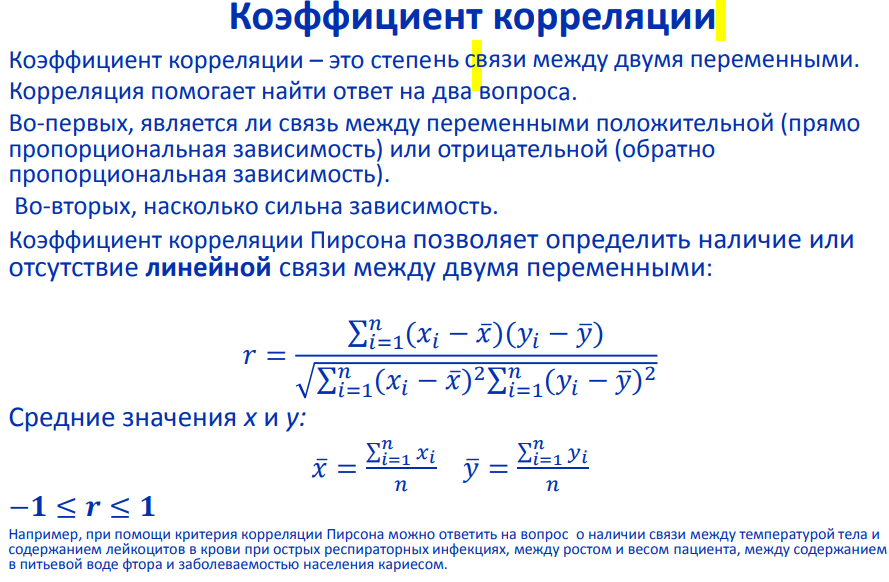 Коэффициент корреляции
Коэффициент корреляции – это степень связи между двумя переменными.
Корреляция помогает найти ответ на два вопроса.
Во-первых, является ли связь между переменными положительной (прямо
пропорциональная зависимость) или отрицательной (обратно
пропорциональная зависимость).
Во-вторых, насколько сильна зависимость.
Коэффициент корреляции Пирсона позволяет определить наличие или
отсутствие линейной связи между двумя переменными:
r = \frac{\sum_{i=1}^{n}(x_i − \bar{x})(y_i − \bar{y})}{\sqrt{\sum_{i=1}^{n}(x_i − \bar{x})^2 \sum_{i=1}^{n}(y_i − \bar{y})^2}}
Средние значения x и y:
\bar{x} = \frac{\sum_{i=1}^{n} x_i}{n} \bar{y} = \frac{\sum_{i=1}^{n} y_i}{n}
−1 ≤ r ≤ 1
Например, при помощи критерия корреляции Пирсона можно ответить на вопрос о наличии связи между температурой тела и
содержанием лейкоцитов в крови при острых респираторных инфекциях, между ростом и весом пациента, между содержанием
в питьевой воде фтора и заболеваемостью населения кариесом.